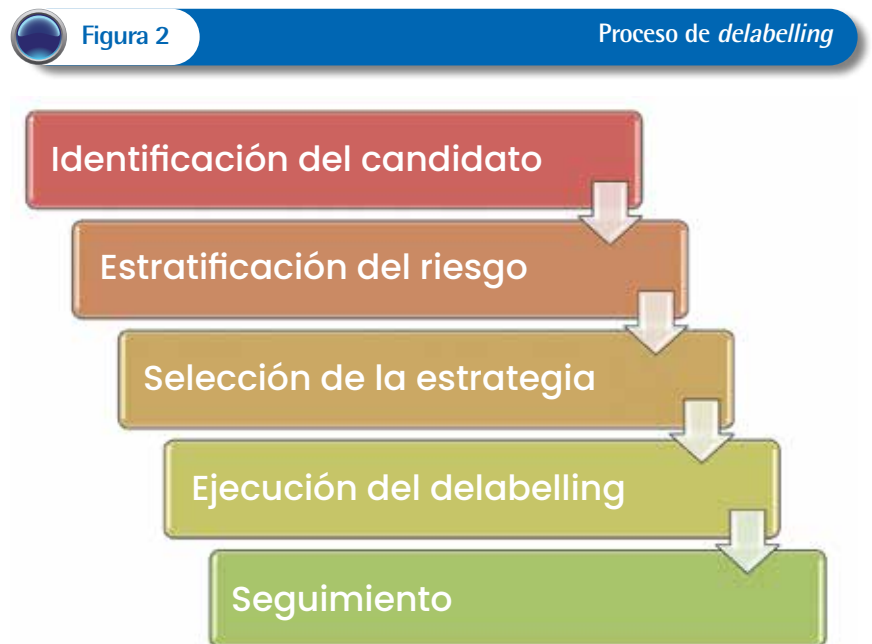 Figura 2
Proceso de delabelling
Identificación del candidato
Estratificación del riesgo
Selección de la estrategia
Ejecución del delabelling
Seguimiento